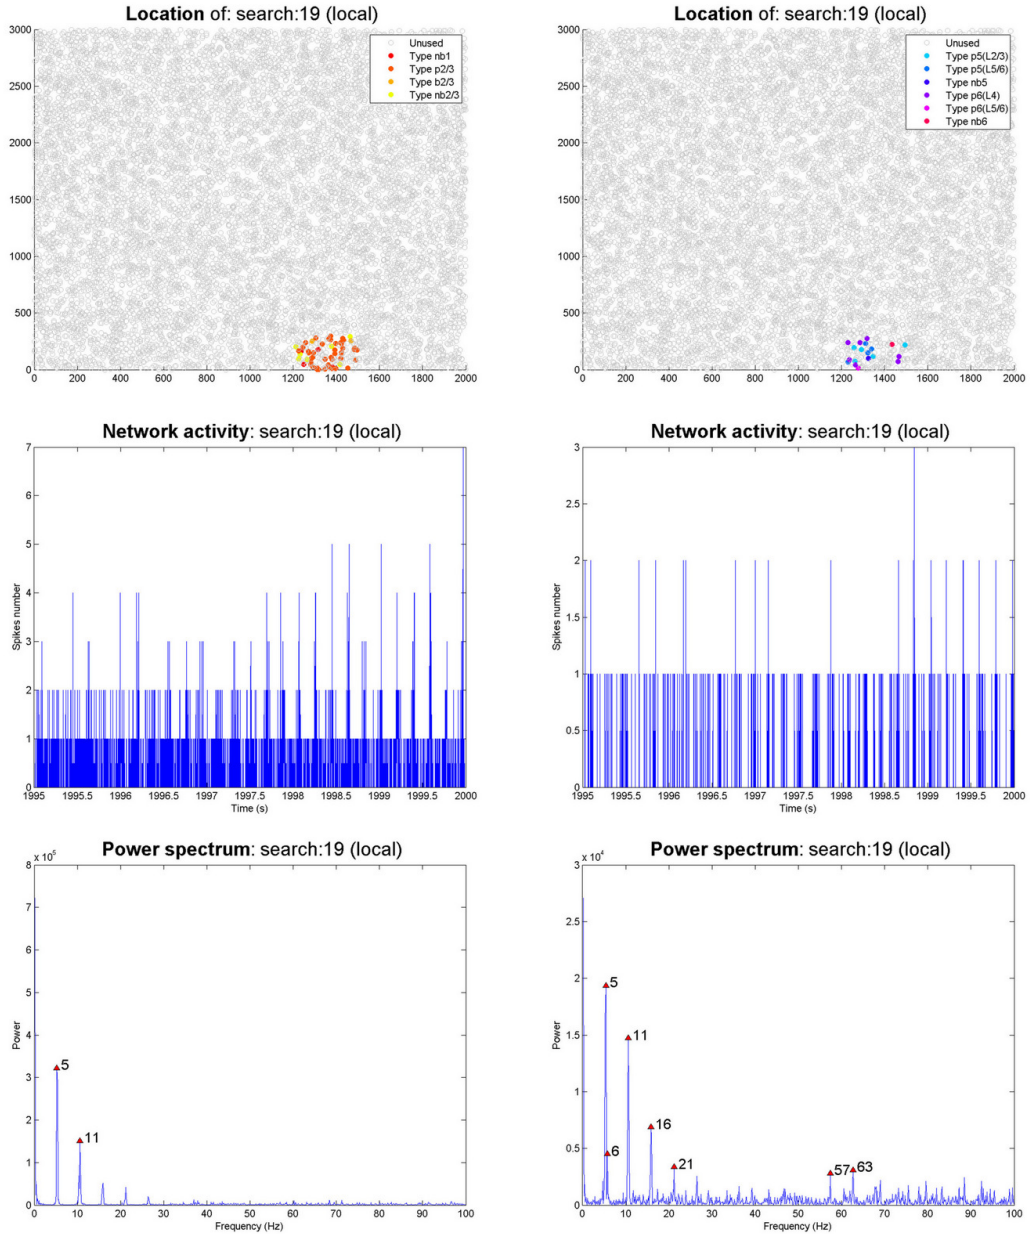 Location of: search:19 (local)
3000
2500
2000
1500
1000
500
0
Unused
Type nb1
Type p2/3
Type b2/3
Type nb2/3
0 200 400 600 800 1000 1200 1400 1600 1800 2000
Location of: search:19 (local)
3000
2500
2000
1500
1000
500
0
Unused
Type p5(L2/3)
Type p5(L5/6)
Type nb5
Type p6(L4)
Type p6(L5/6)
Type nb6
0 200 400 600 800 1000 1200 1400 1600 1800 2000
Network activity: search:19 (local)
7
6
5
4
3
2
1
0
Spikes number
1995 1995.5 1996 1996.5 1997 1997.5 1998 1998.5 1999 1999.5 2000
Time (s)
Network activity: search:19 (local)
3
2.5
2
1.5
1
0.5
0
Spikes number
1995 1995.5 1996 1996.5 1997 1997.5 1998 1998.5 1999 1999.5 2000
Time (s)
Power spectrum: search:19 (local)
x 10^5
8
7
6
5
4
3
2
1
0
Power
5
11
0 10 20 30 40 50 60 70 80 90 100
Frequency (Hz)
Power spectrum: search:19 (local)
x 10^4
3
2.5
2
1.5
1
0.5
0
Power
5
11
16
6
21
57
63
0 10 20 30 40 50 60 70 80 90 100
Frequency (Hz)